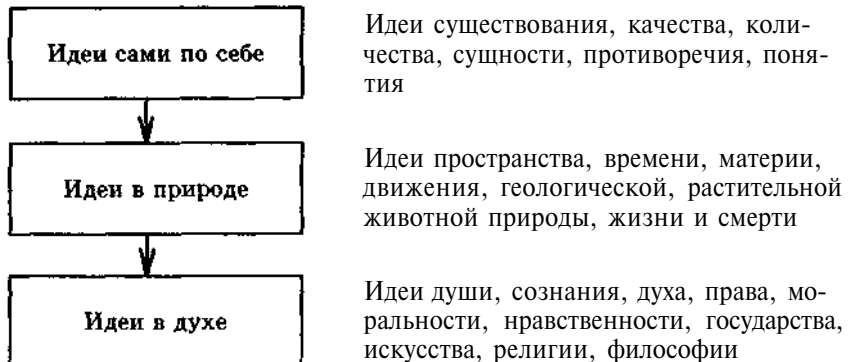 Идеи сами по себе
Идеи существования, качества, коли-
чества, сущности, противоречия, поня-
тия
Идеи в природе
Идеи пространства, времени, материи,
движения, геологической, растительной
животной природы, жизни и смерти
Идеи в духе
Идеи души, сознания, духа, права, мо-
ральности, нравственности, государства,
искусства, религии, философии